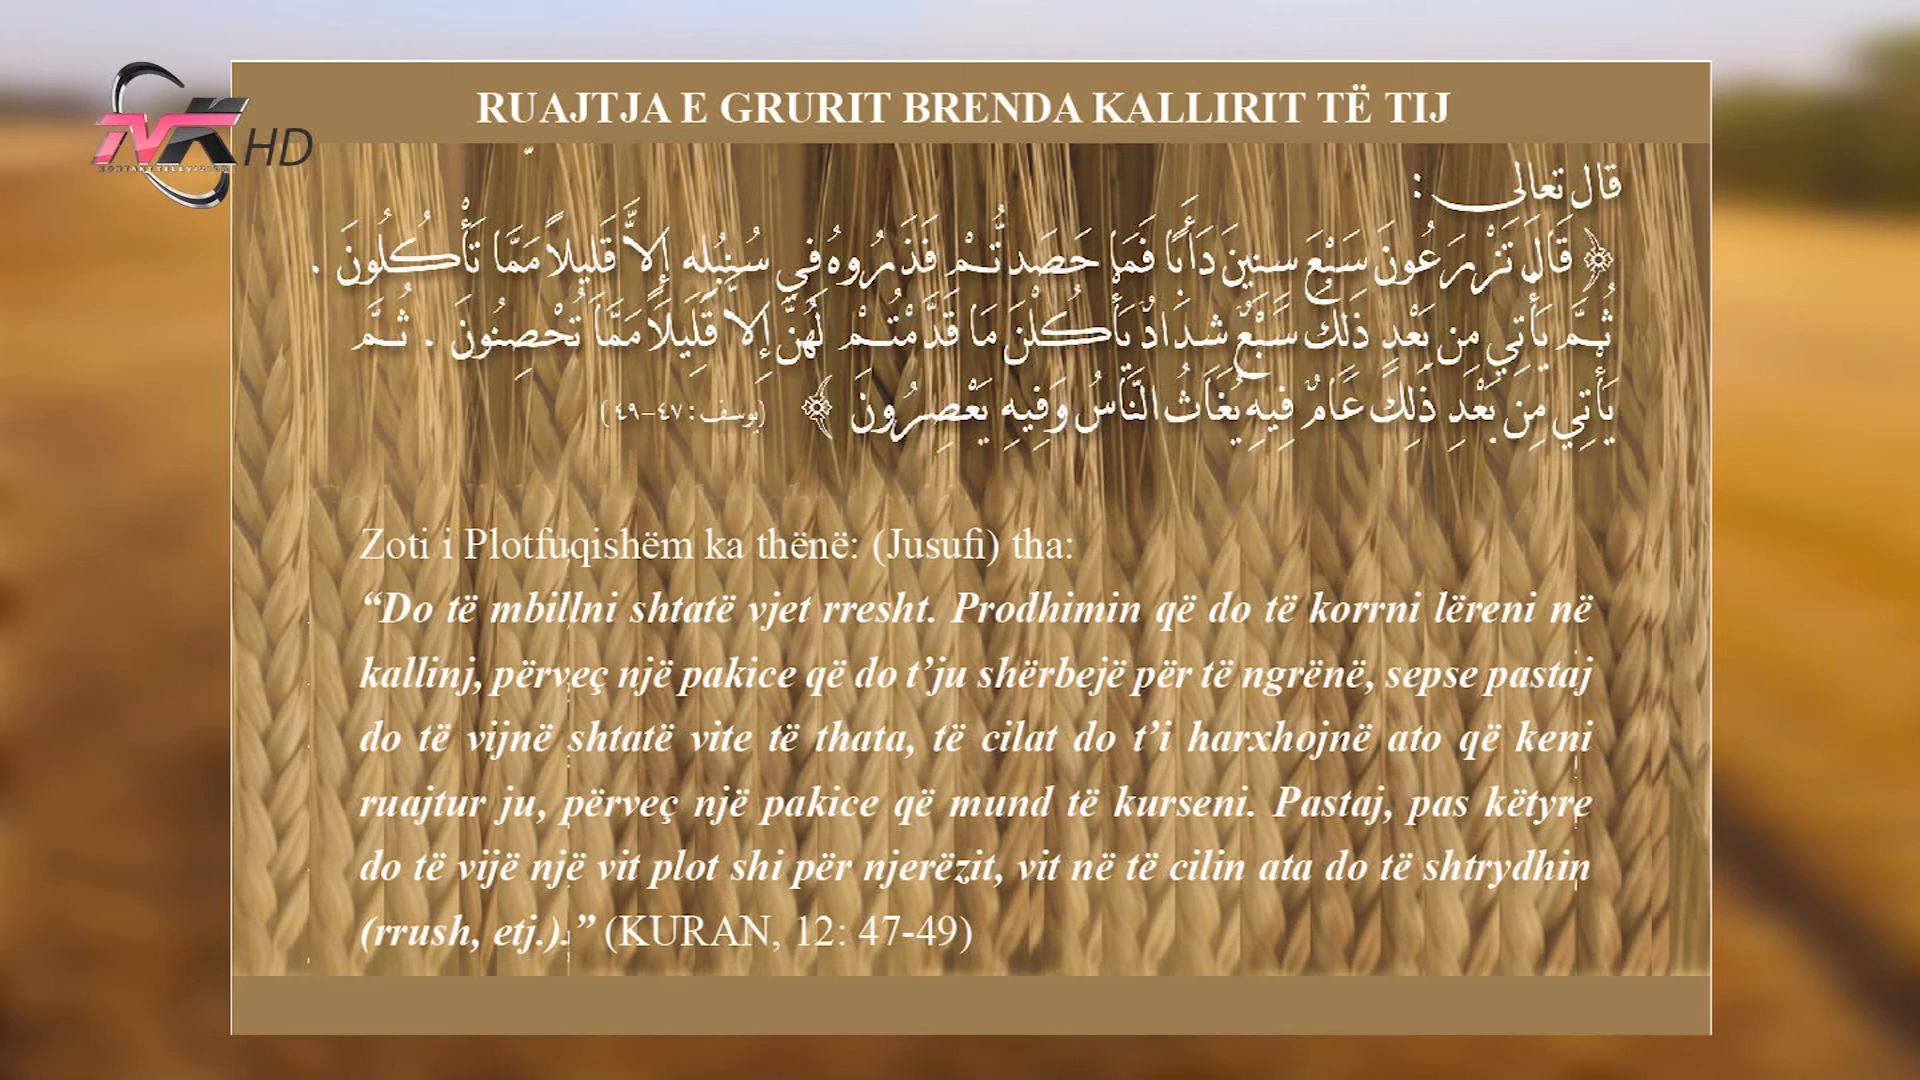 RUAJTJA E GRURIT BRENDA KALLIRIT TË TIJ
HD
قال تعالى :
﴿ قَالَ تَزْرَعُونَ سَبْعَ سِنِينَ دَأَبًا فَمَا حَصَدتُّمْ فَذَرُوهُ فِي سُنبُلِهِ إِلاَّ قَلِيلاً مِّمَّا تَأْكُلُونَ .
ثُمَّ يَأْتِي مِن بَعْدِ ذَلِكَ سَبْعٌ شِدَادٌ يَأْكُلْنَ مَا قَدَّمْتُمْ لَهُنَّ إِلاَّ قَلِيلاً مِّمَّا تُحْصِنُونَ . ثُمَّ
يَأْتِي مِن بَعْدِ ذَلِكَ عَامٌ فِيهِ يُغَاثُ النَّاسُ وَفِيهِ يَعْصِرُونَ ﴾ (يوسف: ٤٧-٤٩)
Zoti i Plotfuqishëm ka thënë: (Jusufi) tha:
“Do të mbillni shtatë vjet rresht. Prodhimin që do të korrni lëreni në
kallinj, përveç një pakice që do t’ju shërbejë për të ngrënë, sepse pastaj
do të vijnë shtatë vite të thata, të cilat do t’i harxhojnë ato që keni
ruajtur ju, përveç një pakice që mund të kurseni. Pastaj, pas këtyre
do të vijë një vit plot shi për njerëzit, vit në të cilin ata do të shtrydhin
(rrush, etj.).” (KURAN, 12: 47-49)